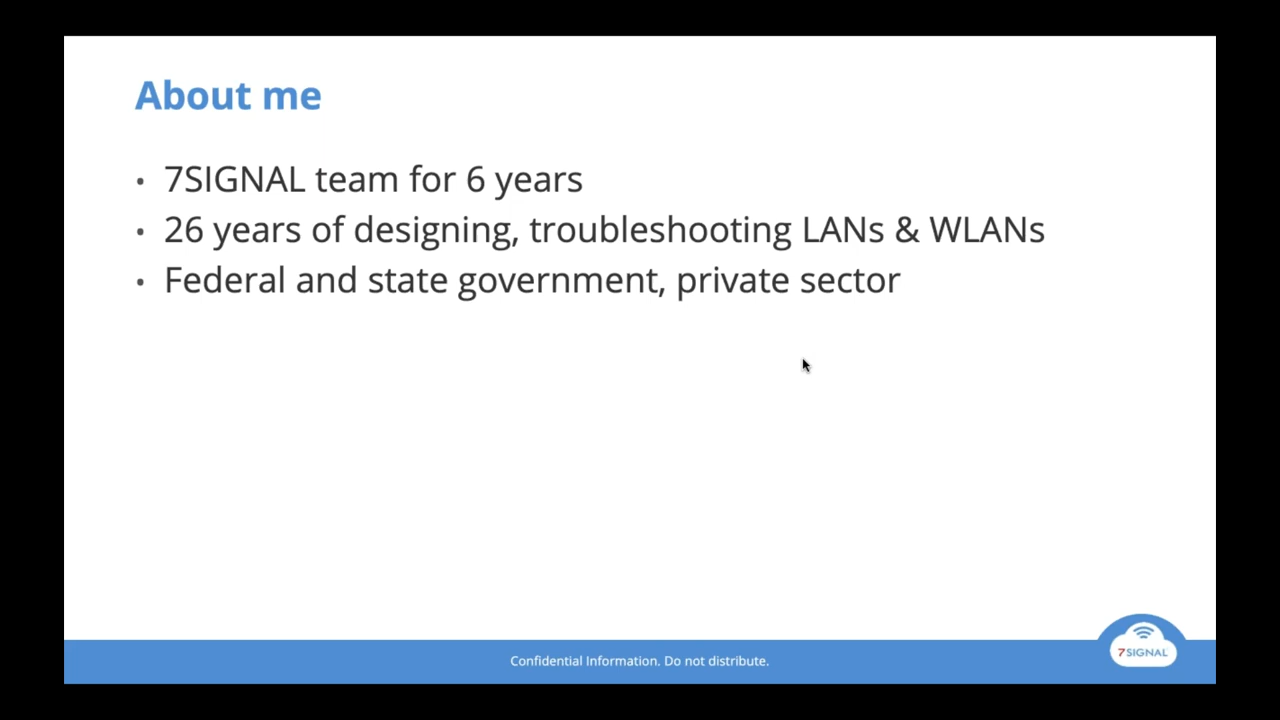 About me
• 7SIGNAL team for 6 years
• 26 years of designing, troubleshooting LANs & WLANs
• Federal and state government, private sector
Confidential Information. Do not distribute.
7SIGNAL